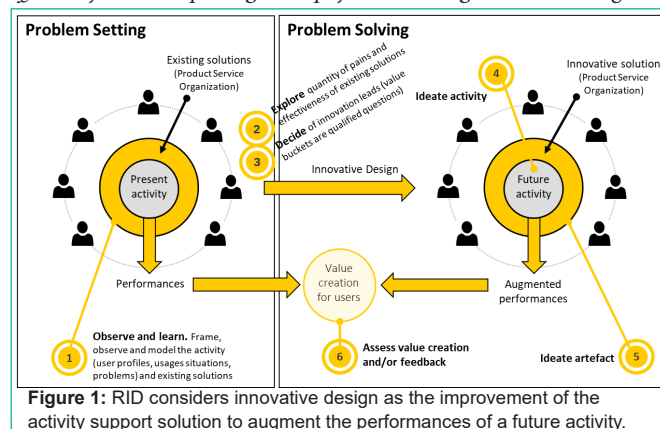 Problem Setting
Existing solutions
(Product Service
Organization)
Present
activity
Performances
1
Observe and learn. Frame,
observe and model the activity
(user profiles, usages situations,
problems) and existing solutions
2
Explore quantity of pains and
effectiveness of existing solutions
3
Decide of innovation leads (value
buckets are qualified questions)
Problem Solving
Innovative Design
4
Ideate activity
Innovative solution
(Product Service
Organization)
Future
activity
Augmented
performances
Value
creation
for users
5
Ideate artefact
6
Assess value creation
and/or feedback
Figure 1: RID considers innovative design as the improvement of the
activity support solution to augment the performances of a future activity.